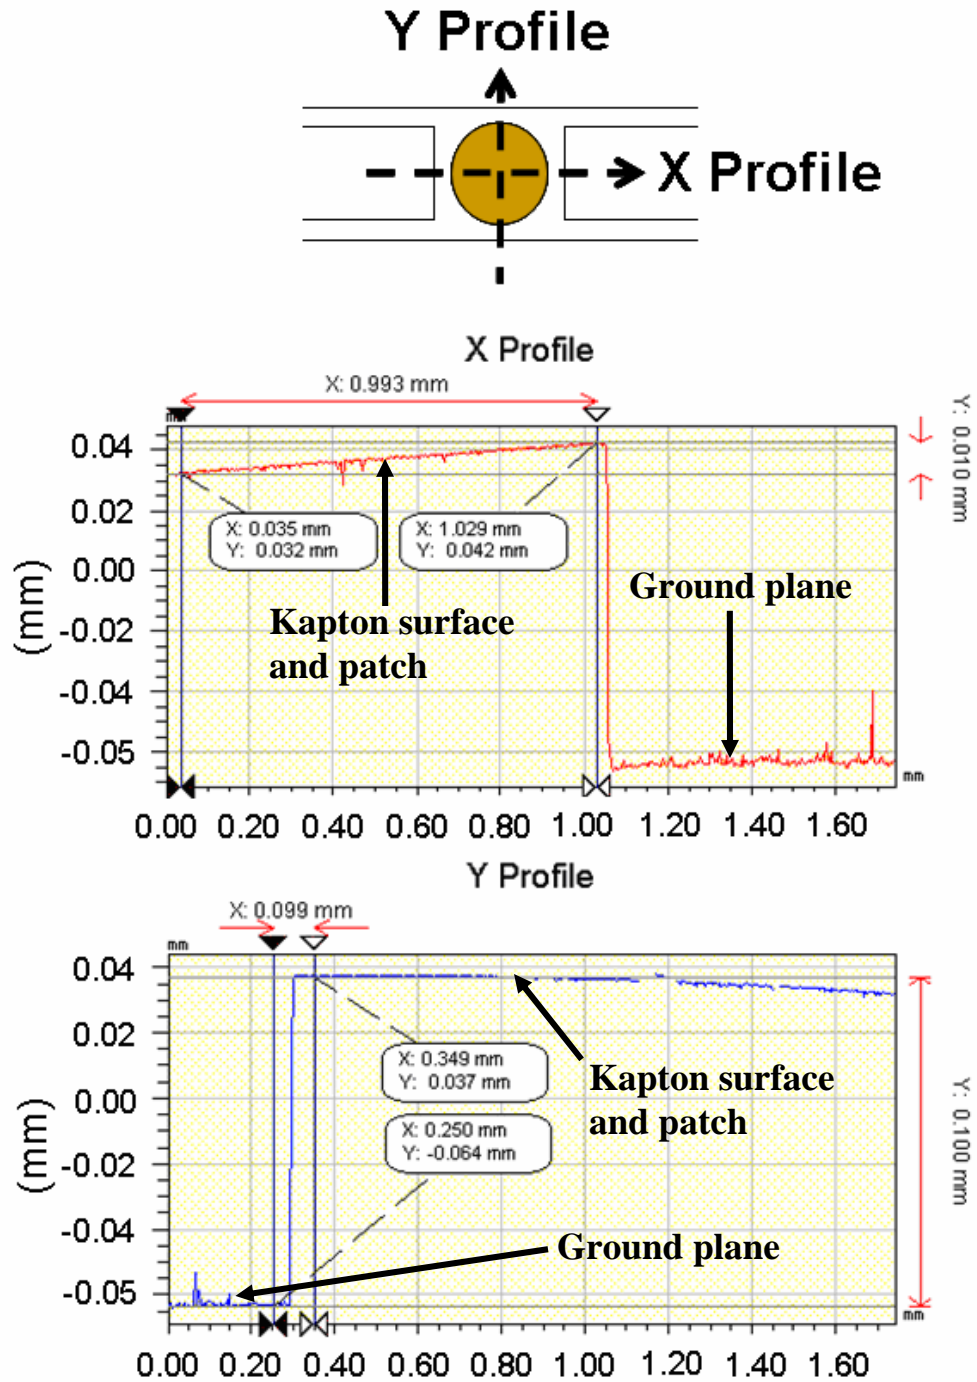 Y Profile
X Profile
X Profile
X: 0.993 mm
mm
Y: 0.010 mm
0.04
0.02
0.00
-0.02
-0.04
-0.05
(mm)
X: 0.035 mm
Y: 0.032 mm
X: 1.029 mm
Y: 0.042 mm
Kapton surface
and patch
Ground plane
mm
0.00 0.20 0.40 0.60 0.80 1.00 1.20 1.40 1.60
Y Profile
X: 0.099 mm
mm
0.04
0.02
0.00
-0.02
-0.04
-0.05
(mm)
X: 0.349 mm
Y: 0.037 mm
X: 0.250 mm
Y: -0.064 mm
Kapton surface
and patch
Ground plane
Y: 0.100 mm
mm
0.00 0.20 0.40 0.60 0.80 1.00 1.20 1.40 1.60